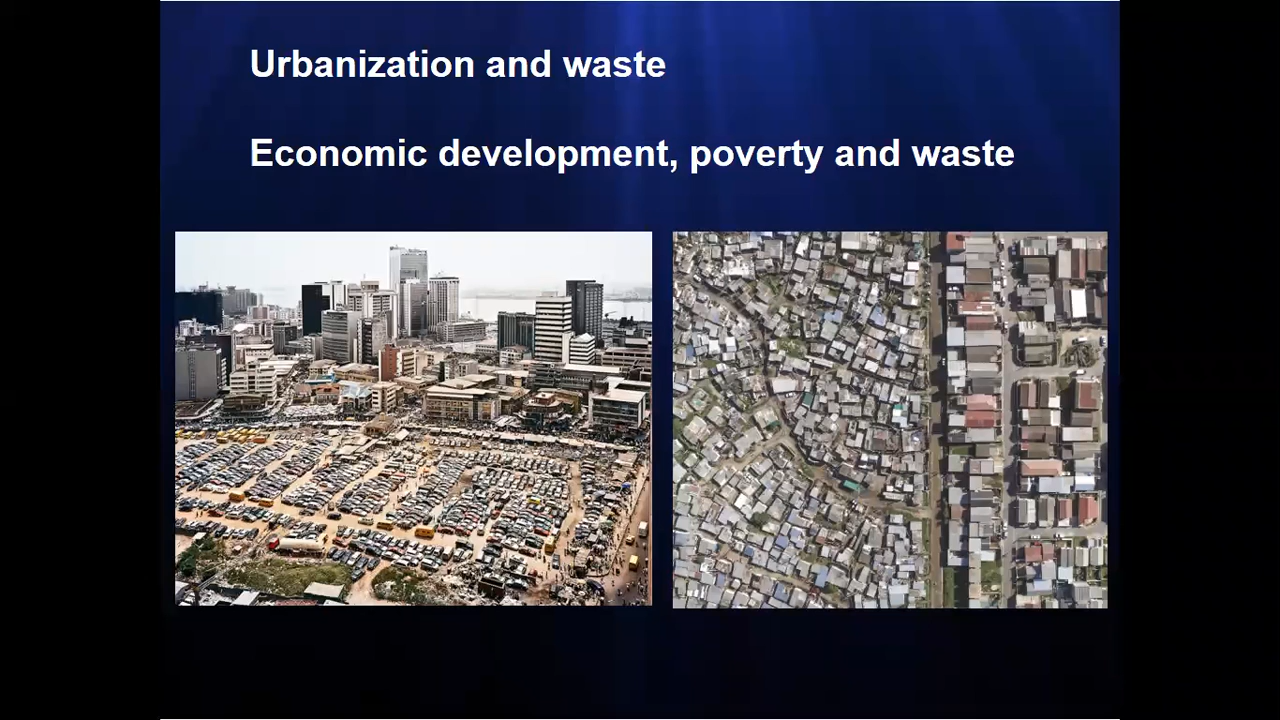 Urbanization and waste
Economic development, poverty and waste